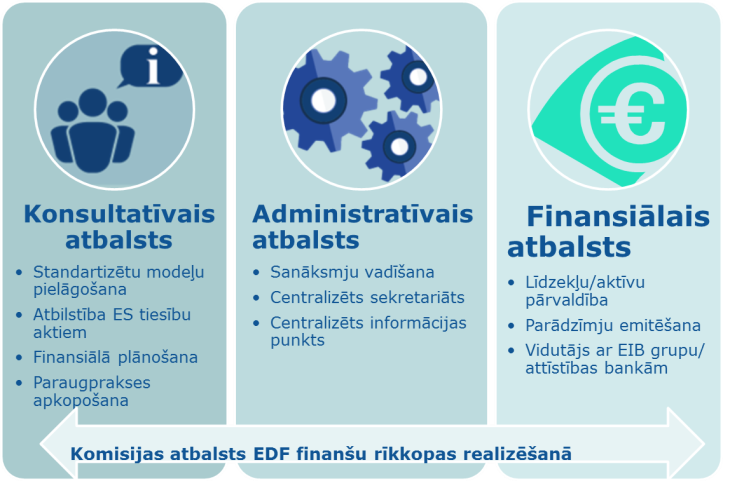 Konsultatīvais
atbalsts
• Standartizētu modeļu
pielāgošana
• Atbilstība ES tiesību
aktiem
• Finansiālā plānošana
• Paraugprakses
apkopošana
Administratīvais
atbalsts
• Sanāksmju vadīšana
• Centralizēts sekretariāts
• Centralizēts informācijas
punkts
Finansiālais
atbalsts
• Līdzekļu/aktīvu
pārvaldība
• Parādzīmju emitēšana
• Vidutājs ar EIB grupu/
attīstības bankām
Komisijas atbalsts EDF finanšu rīkkopas realizēšanā